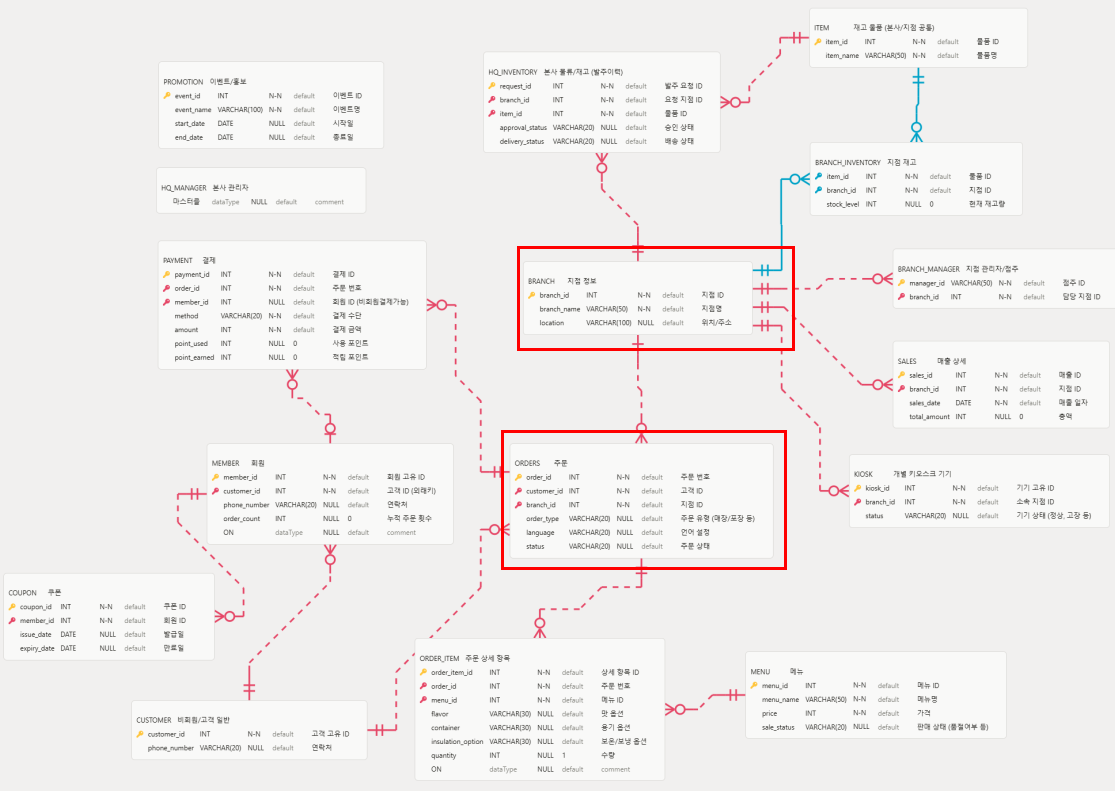 ITEM 재고 물품 (본사/지점 공통)
item_id INT N-N default 물품 ID
item_name VARCHAR(50) N-N default 물품명
HQ_INVENTORY 본사 물류/재고 (발주이력)
request_id INT N-N default 발주 요청 ID
branch_id INT N-N default 요청 지점 ID
item_id INT N-N default 물품 ID
approval_status VARCHAR(20) NULL default 승인 상태
delivery_status VARCHAR(20) NULL default 배송 상태
PROMOTION 이벤트/홍보
event_id INT N-N default 이벤트 ID
event_name VARCHAR(100) N-N default 이벤트명
start_date DATE NULL default 시작일
end_date DATE NULL default 종료일
BRANCH_INVENTORY 지점 재고
item_id INT N-N default 물품 ID
branch_id INT N-N default 지점 ID
stock_level INT NULL 0 현재 재고량
HQ_MANAGER 본사 관리자
마스터룰 dataType NULL default comment
PAYMENT 결제
payment_id INT N-N default 결제 ID
order_id INT N-N default 주문 번호
member_id INT NULL default 회원 ID (비회원결제가능)
method VARCHAR(20) N-N default 결제 수단
amount INT N-N default 결제 금액
point_used INT NULL 0 사용 포인트
point_earned INT NULL 0 적립 포인트
BRANCH 지점 정보
branch_id INT N-N default 지점 ID
branch_name VARCHAR(50) N-N default 지점명
location VARCHAR(100) NULL default 위치/주소
BRANCH_MANAGER 지점 관리자/점주
manager_id VARCHAR(50) N-N default 점주 ID
branch_id INT N-N default 담당 지점 ID
SALES 매출 상세
sales_id INT N-N default 매출 ID
branch_id INT N-N default 지점 ID
sales_date DATE N-N default 매출 일자
total_amount INT NULL 0 총액
MEMBER 회원
member_id INT N-N default 회원 고유 ID
customer_id INT N-N default 고객 ID (외래키)
phone_number VARCHAR(20) NULL default 연락처
order_count INT NULL 0 누적 주문 횟수
ON dataType NULL default comment
ORDERS 주문
order_id INT N-N default 주문 번호
customer_id INT N-N default 고객 ID
branch_id INT N-N default 지점 ID
order_type VARCHAR(20) NULL default 주문 유형 (매장/포장 등)
language VARCHAR(20) NULL default 언어 설정
status VARCHAR(20) NULL default 주문 상태
KIOSK 개별 키오스크 기기
kiosk_id INT N-N default 기기 고유 ID
branch_id INT N-N default 소속 지점 ID
status VARCHAR(20) NULL default 기기 상태 (정상, 고장 등)
COUPON 쿠폰
coupon_id INT N-N default 쿠폰 ID
member_id INT N-N default 회원 ID
issue_date DATE NULL default 발급일
expiry_date DATE NULL default 만료일
ORDER_ITEM 주문 상세 항목
order_item_id INT N-N default 상세 항목 ID
order_id INT N-N default 주문 번호
menu_id INT N-N default 메뉴 ID
flavor VARCHAR(30) NULL default 맛 옵션
container VARCHAR(30) NULL default 용기 옵션
insulation_option VARCHAR(30) NULL default 보온/보냉 옵션
quantity INT NULL 1 수량
ON dataType NULL default comment
MENU 메뉴
menu_id INT N-N default 메뉴 ID
menu_name VARCHAR(50) N-N default 메뉴명
price INT N-N default 가격
sale_status VARCHAR(20) NULL default 판매 상태 (품절여부 등)
CUSTOMER 비회원/고객 일반
customer_id INT N-N default 고객 고유 ID
phone_number VARCHAR(20) NULL default 연락처